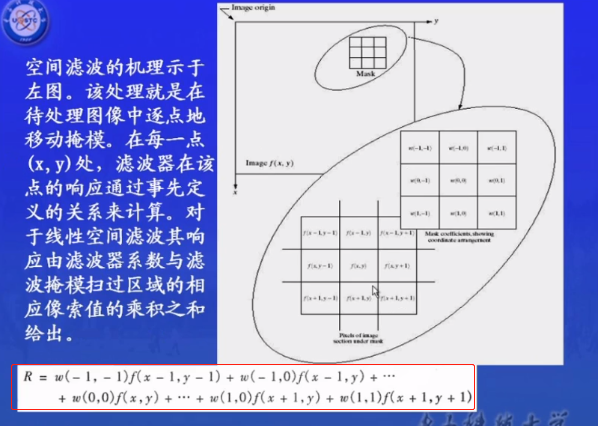 Image origin
y
Mask
空间滤波的机理示于
左图。该处理就是在
待处理图像中逐点地
移动掩模。在每一点
(x,y)处，滤波器在该
点的响应通过事先定
义的关系来计算。对
于线性空间滤波其响
应由滤波器系数与滤
波掩模扫过区域的相
应像素值的乘积之和
给出。
Image f(x, y)
x
w(−1,−1) w(−1,0) w(−1,1)
w(0,−1) w(0,0) w(0,1)
w(1,−1) w(1,0) w(1,1)
Mask coefficients, showing
coordinate arrangement
f(x−1,y−1) f(x−1,y) f(x−1,y+1)
f(x,y−1) f(x,y) f(x,y+1)
f(x+1,y−1) f(x+1,y) f(x+1,y+1)
Pixels of image
section under mask
R = w(−1, −1)f(x − 1,y − 1) + w(−1,0)f(x − 1,y) + ⋯
+ w(0,0)f(x,y) + ⋯ + w(1,0)f(x + 1,y) + w(1,1)f(x + 1,y + 1)